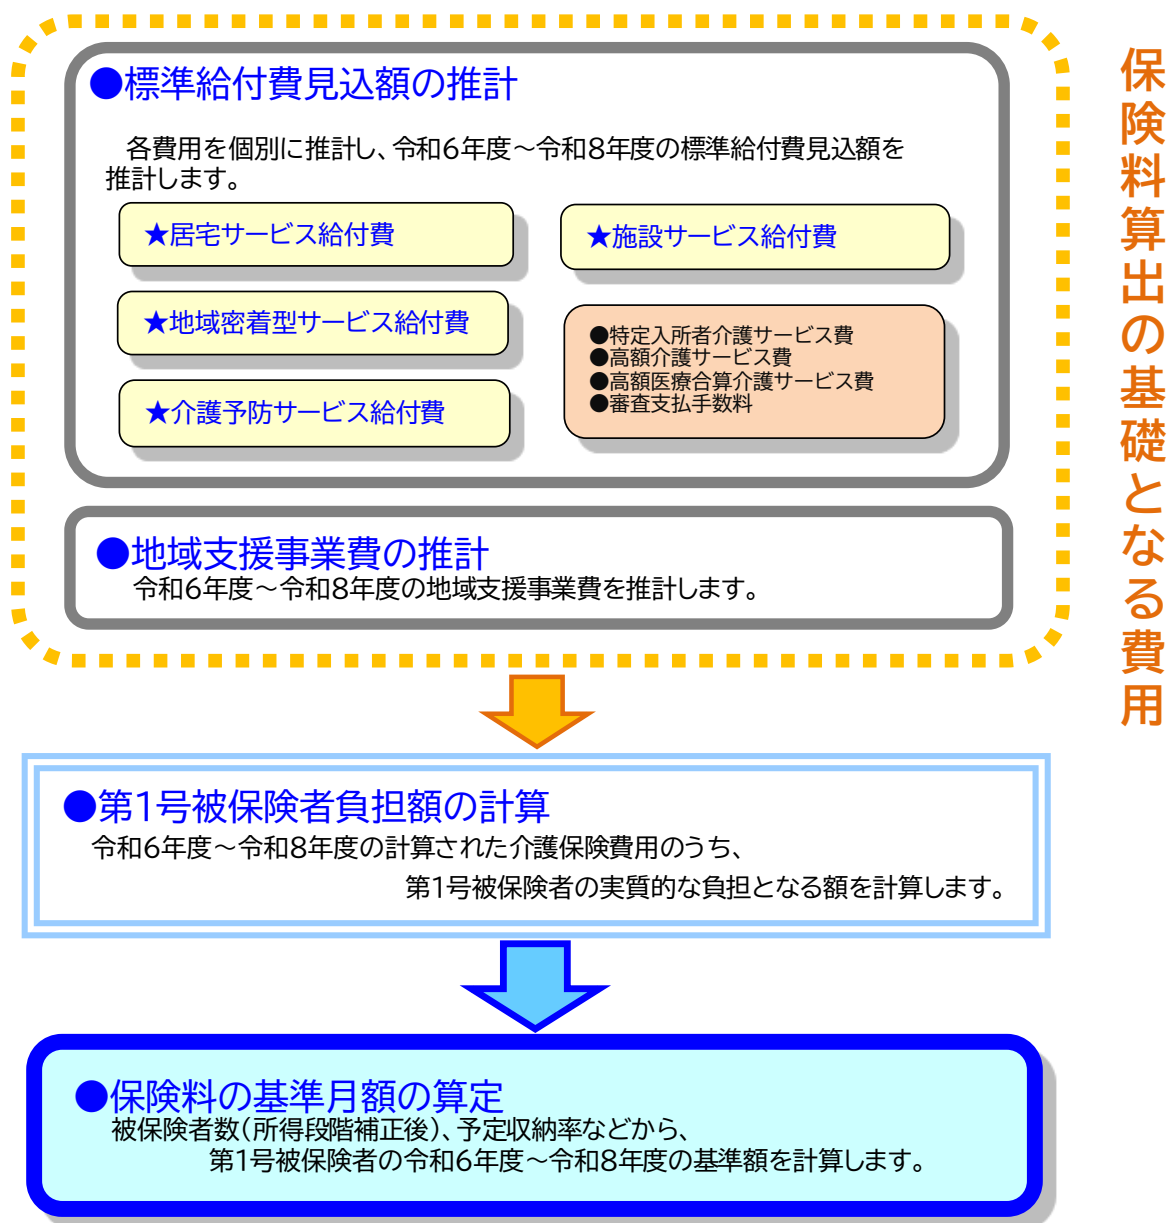 ●標準給付費見込額の推計
各費用を個別に推計し、令和6年度～令和8年度の標準給付費見込額を
推計します。
★居宅サービス給付費
★施設サービス給付費
★地域密着型サービス給付費
●特定入所者介護サービス費
●高額介護サービス費
●高額医療合算介護サービス費
●審査支払手数料
★介護予防サービス給付費
●地域支援事業費の推計
令和6年度～令和8年度の地域支援事業費を推計します。
保険料算出の基礎となる費用
●第1号被保険者負担額の計算
令和6年度～令和8年度の計算された介護保険費用のうち、
第1号被保険者の実質的な負担となる額を計算します。
●保険料の基準月額の算定
被保険者数(所得段階補正後)、予定収納率などから、
第1号被保険者の令和6年度～令和8年度の基準額を計算します。